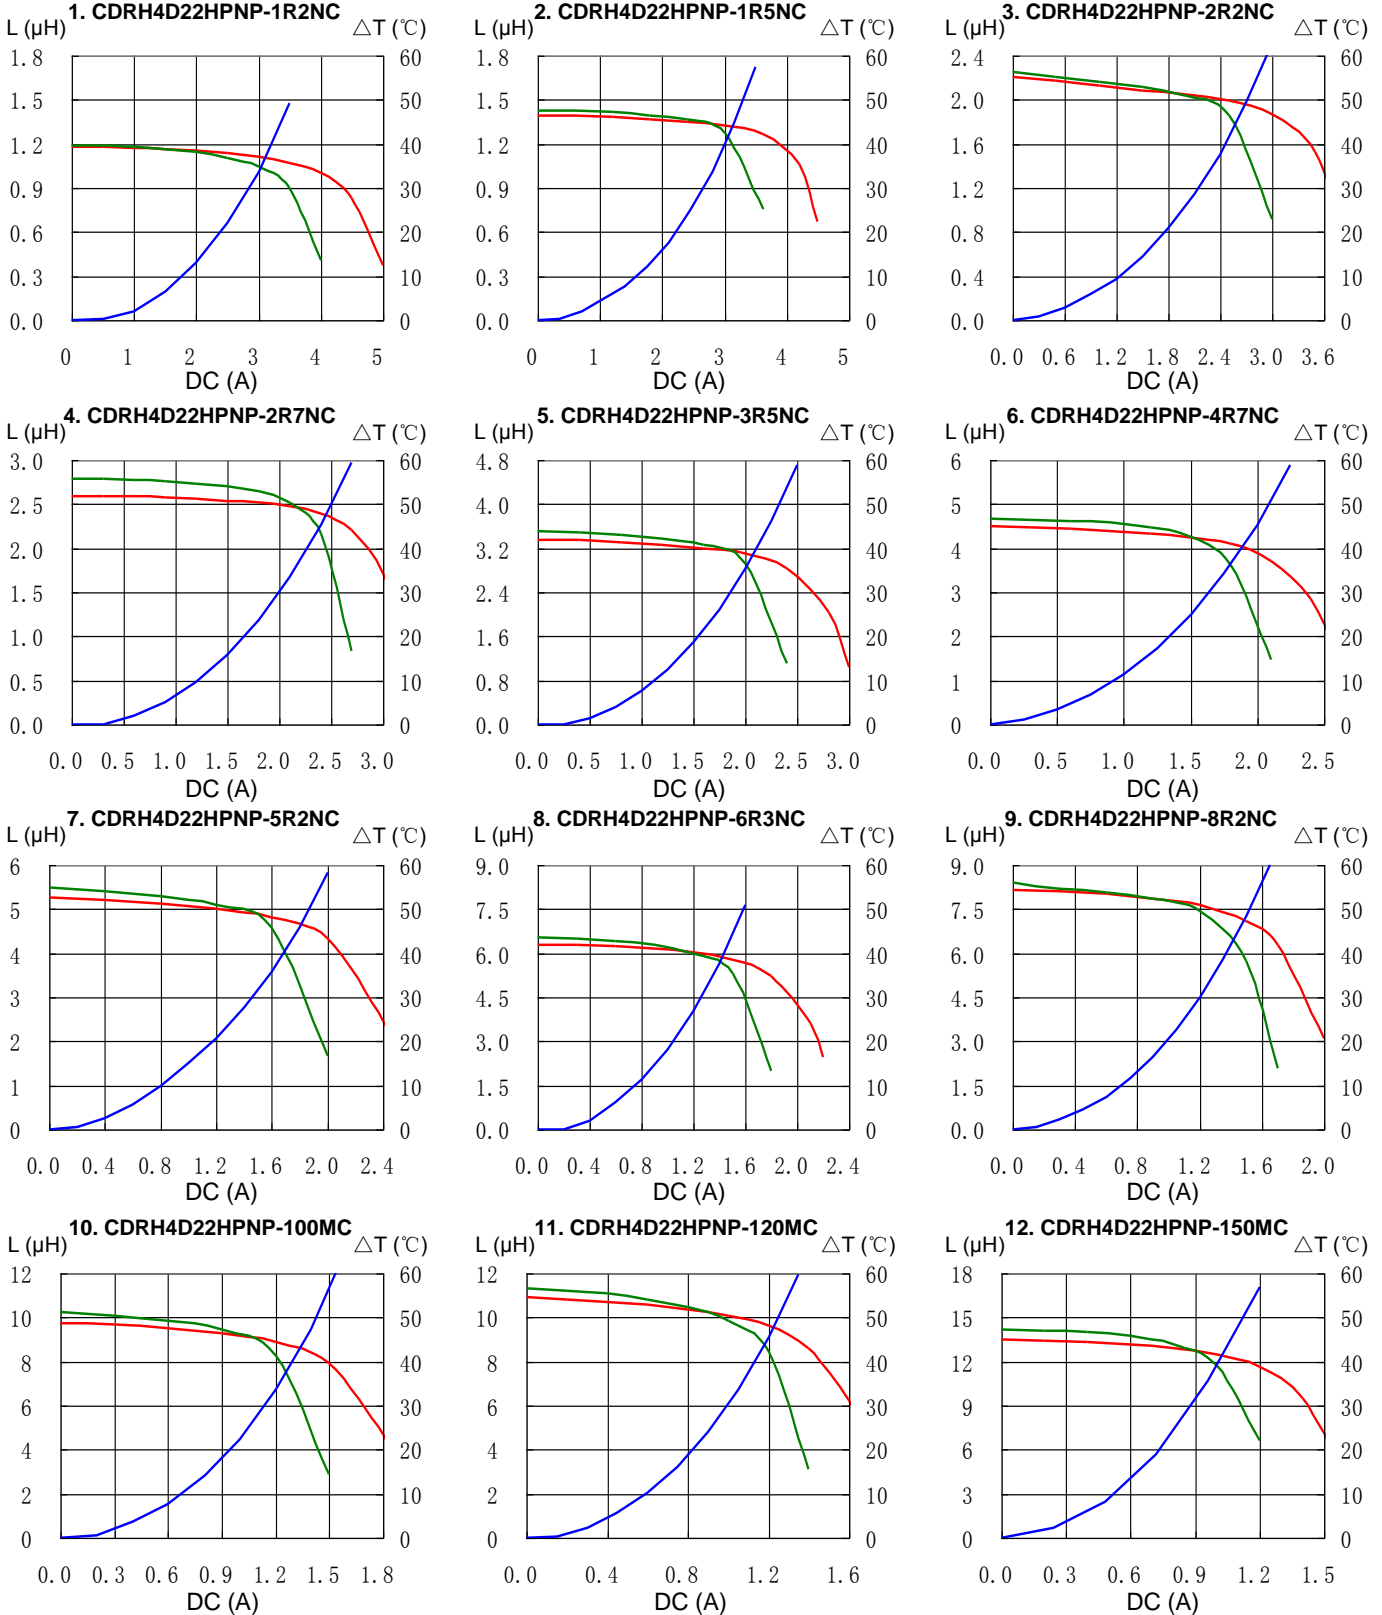 1. CDRH4D22HPNP-1R2NC
L (μH)
△T (℃)
1.8
1.5
1.2
0.9
0.6
0.3
0.0
60
50
40
30
20
10
0
0 1 2 3 4 5
DC (A)
2. CDRH4D22HPNP-1R5NC
L (μH)
△T (℃)
1.8
1.5
1.2
0.9
0.6
0.3
0.0
60
50
40
30
20
10
0
0 1 2 3 4 5
DC (A)
3. CDRH4D22HPNP-2R2NC
L (μH)
△T (℃)
2.4
2.0
1.6
1.2
0.8
0.4
0.0
60
50
40
30
20
10
0
0.0 0.6 1.2 1.8 2.4 3.0 3.6
DC (A)
4. CDRH4D22HPNP-2R7NC
L (μH)
△T (℃)
3.0
2.5
2.0
1.5
1.0
0.5
0.0
60
50
40
30
20
10
0
0.0 0.5 1.0 1.5 2.0 2.5 3.0
DC (A)
5. CDRH4D22HPNP-3R5NC
L (μH)
△T (℃)
4.8
4.0
3.2
2.4
1.6
0.8
0.0
60
50
40
30
20
10
0
0.0 0.5 1.0 1.5 2.0 2.5 3.0
DC (A)
6. CDRH4D22HPNP-4R7NC
L (μH)
△T (℃)
6
5
4
3
2
1
0
60
50
40
30
20
10
0
0.0 0.5 1.0 1.5 2.0 2.5
DC (A)
7. CDRH4D22HPNP-5R2NC
L (μH)
△T (℃)
6
5
4
3
2
1
0
60
50
40
30
20
10
0
0.0 0.4 0.8 1.2 1.6 2.0 2.4
DC (A)
8. CDRH4D22HPNP-6R3NC
L (μH)
△T (℃)
9.0
7.5
6.0
4.5
3.0
1.5
0.0
60
50
40
30
20
10
0
0.0 0.4 0.8 1.2 1.6 2.0 2.4
DC (A)
9. CDRH4D22HPNP-8R2NC
L (μH)
△T (℃)
9.0
7.5
6.0
4.5
3.0
1.5
0.0
60
50
40
30
20
10
0
0.0 0.4 0.8 1.2 1.6 2.0
DC (A)
10. CDRH4D22HPNP-100MC
L (μH)
△T (℃)
12
10
8
6
4
2
0
60
50
40
30
20
10
0
0.0 0.3 0.6 0.9 1.2 1.5 1.8
DC (A)
11. CDRH4D22HPNP-120MC
L (μH)
△T (℃)
12
10
8
6
4
2
0
60
50
40
30
20
10
0
0.0 0.4 0.8 1.2 1.6
DC (A)
12. CDRH4D22HPNP-150MC
L (μH)
△T (℃)
18
15
12
9
6
3
0
60
50
40
30
20
10
0
0.0 0.3 0.6 0.9 1.2 1.5
DC (A)